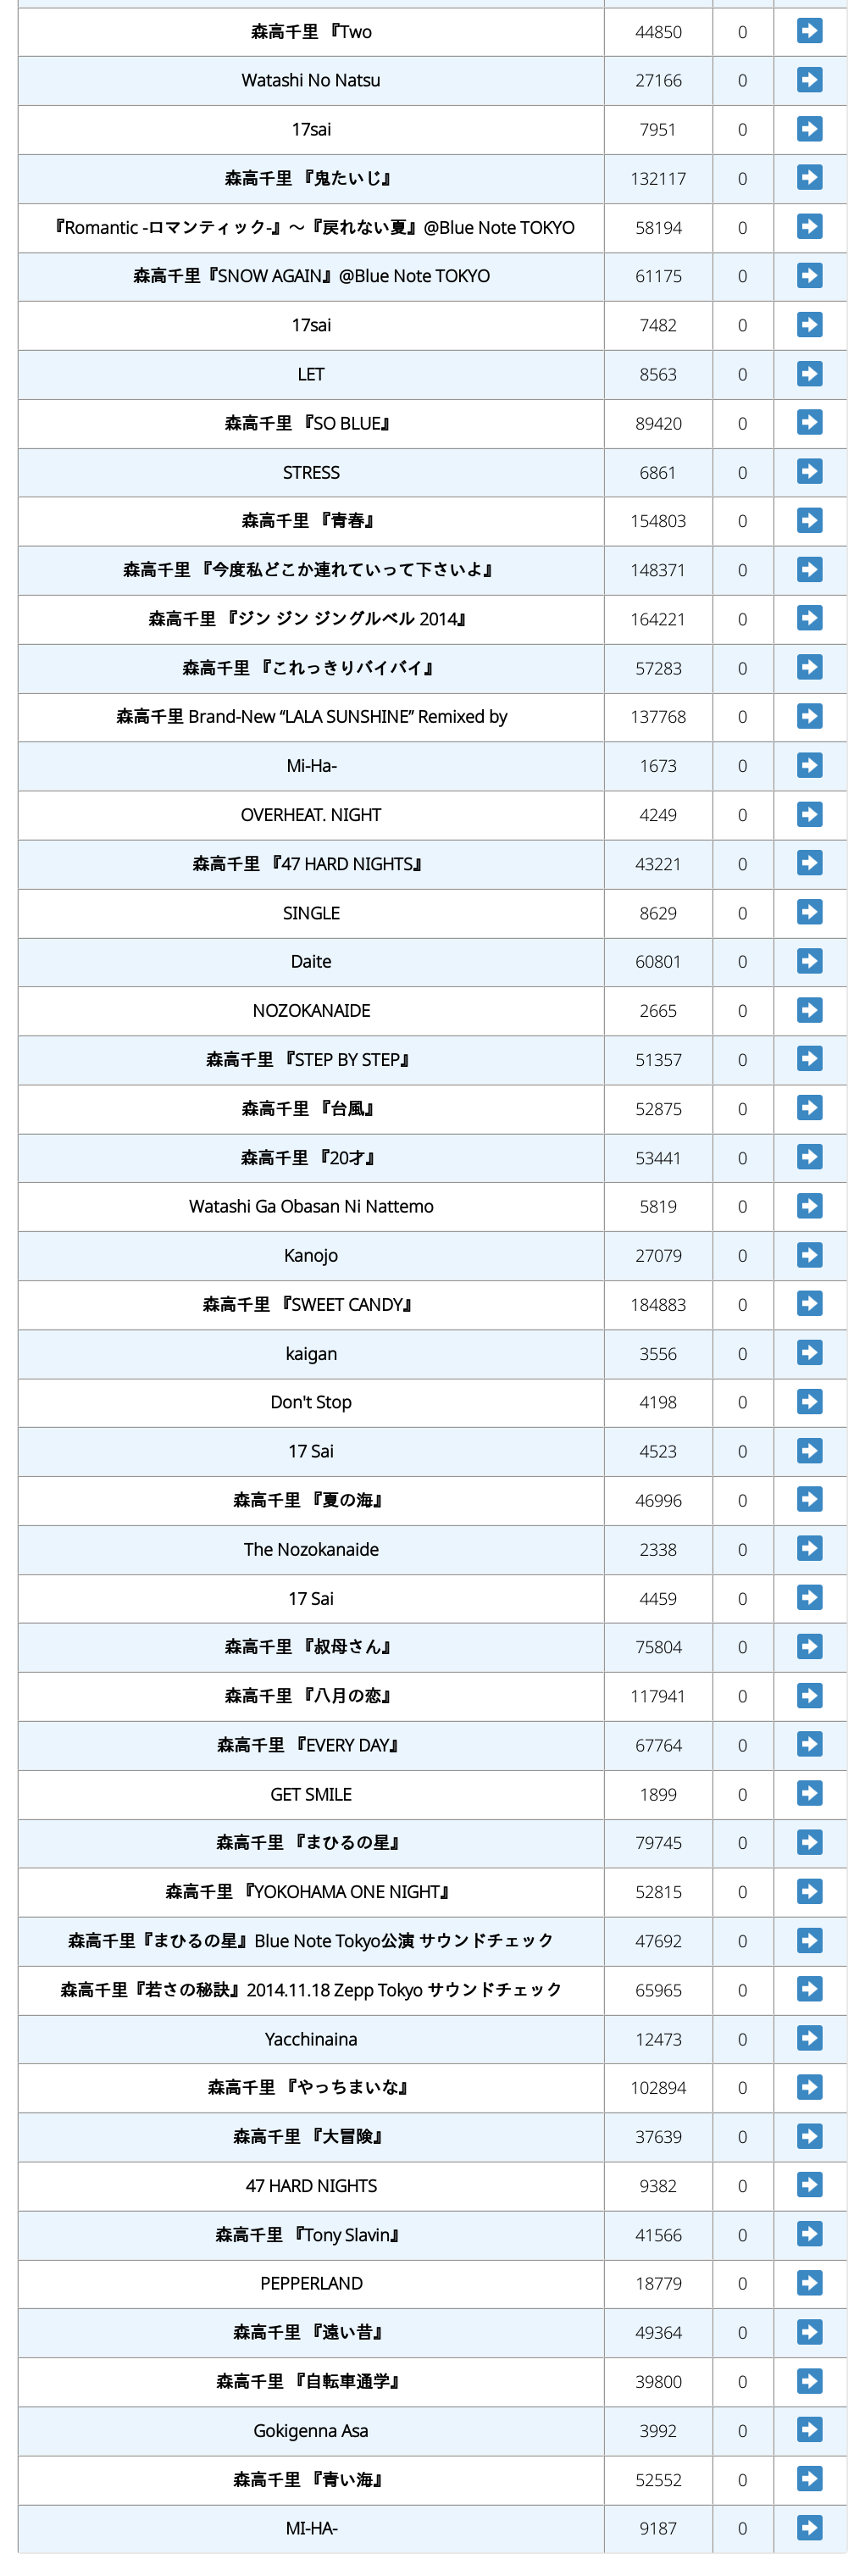 森高千里 『Two 44850 0
Watashi No Natsu 27166 0
17sai 7951 0
森高千里 『鬼たいじ』 132117 0
『Romantic -ロマンティック-』～『戻れない夏』@Blue Note TOKYO 58194 0
森高千里『SNOW AGAIN』@Blue Note TOKYO 61175 0
17sai 7482 0
LET 8563 0
森高千里 『SO BLUE』 89420 0
STRESS 6861 0
森高千里 『青春』 154803 0
森高千里 『今度私どこか連れていって下さいよ』 148371 0
森高千里 『ジン ジン ジングルベル 2014』 164221 0
森高千里 『これっきりバイバイ』 57283 0
森高千里 Brand-New “LALA SUNSHINE” Remixed by 137768 0
Mi-Ha- 1673 0
OVERHEAT. NIGHT 4249 0
森高千里 『47 HARD NIGHTS』 43221 0
SINGLE 8629 0
Daite 60801 0
NOZOKANAIDE 2665 0
森高千里 『STEP BY STEP』 51357 0
森高千里 『台風』 52875 0
森高千里 『20才』 53441 0
Watashi Ga Obasan Ni Nattemo 5819 0
Kanojo 27079 0
森高千里 『SWEET CANDY』 184883 0
kaigan 3556 0
Don't Stop 4198 0
17 Sai 4523 0
森高千里 『夏の海』 46996 0
The Nozokanaide 2338 0
17 Sai 4459 0
森高千里 『叔母さん』 75804 0
森高千里 『八月の恋』 117941 0
森高千里 『EVERY DAY』 67764 0
GET SMILE 1899 0
森高千里 『まひるの星』 79745 0
森高千里 『YOKOHAMA ONE NIGHT』 52815 0
森高千里『まひるの星』Blue Note Tokyo公演 サウンドチェック 47692 0
森高千里『若さの秘訣』2014.11.18 Zepp Tokyo サウンドチェック 65965 0
Yacchinaina 12473 0
森高千里 『やっちまいな』 102894 0
森高千里 『大冒険』 37639 0
47 HARD NIGHTS 9382 0
森高千里 『Tony Slavin』 41566 0
PEPPERLAND 18779 0
森高千里 『遠い昔』 49364 0
森高千里 『自転車通学』 39800 0
Gokigenna Asa 3992 0
森高千里 『青い海』 52552 0
MI-HA- 9187 0